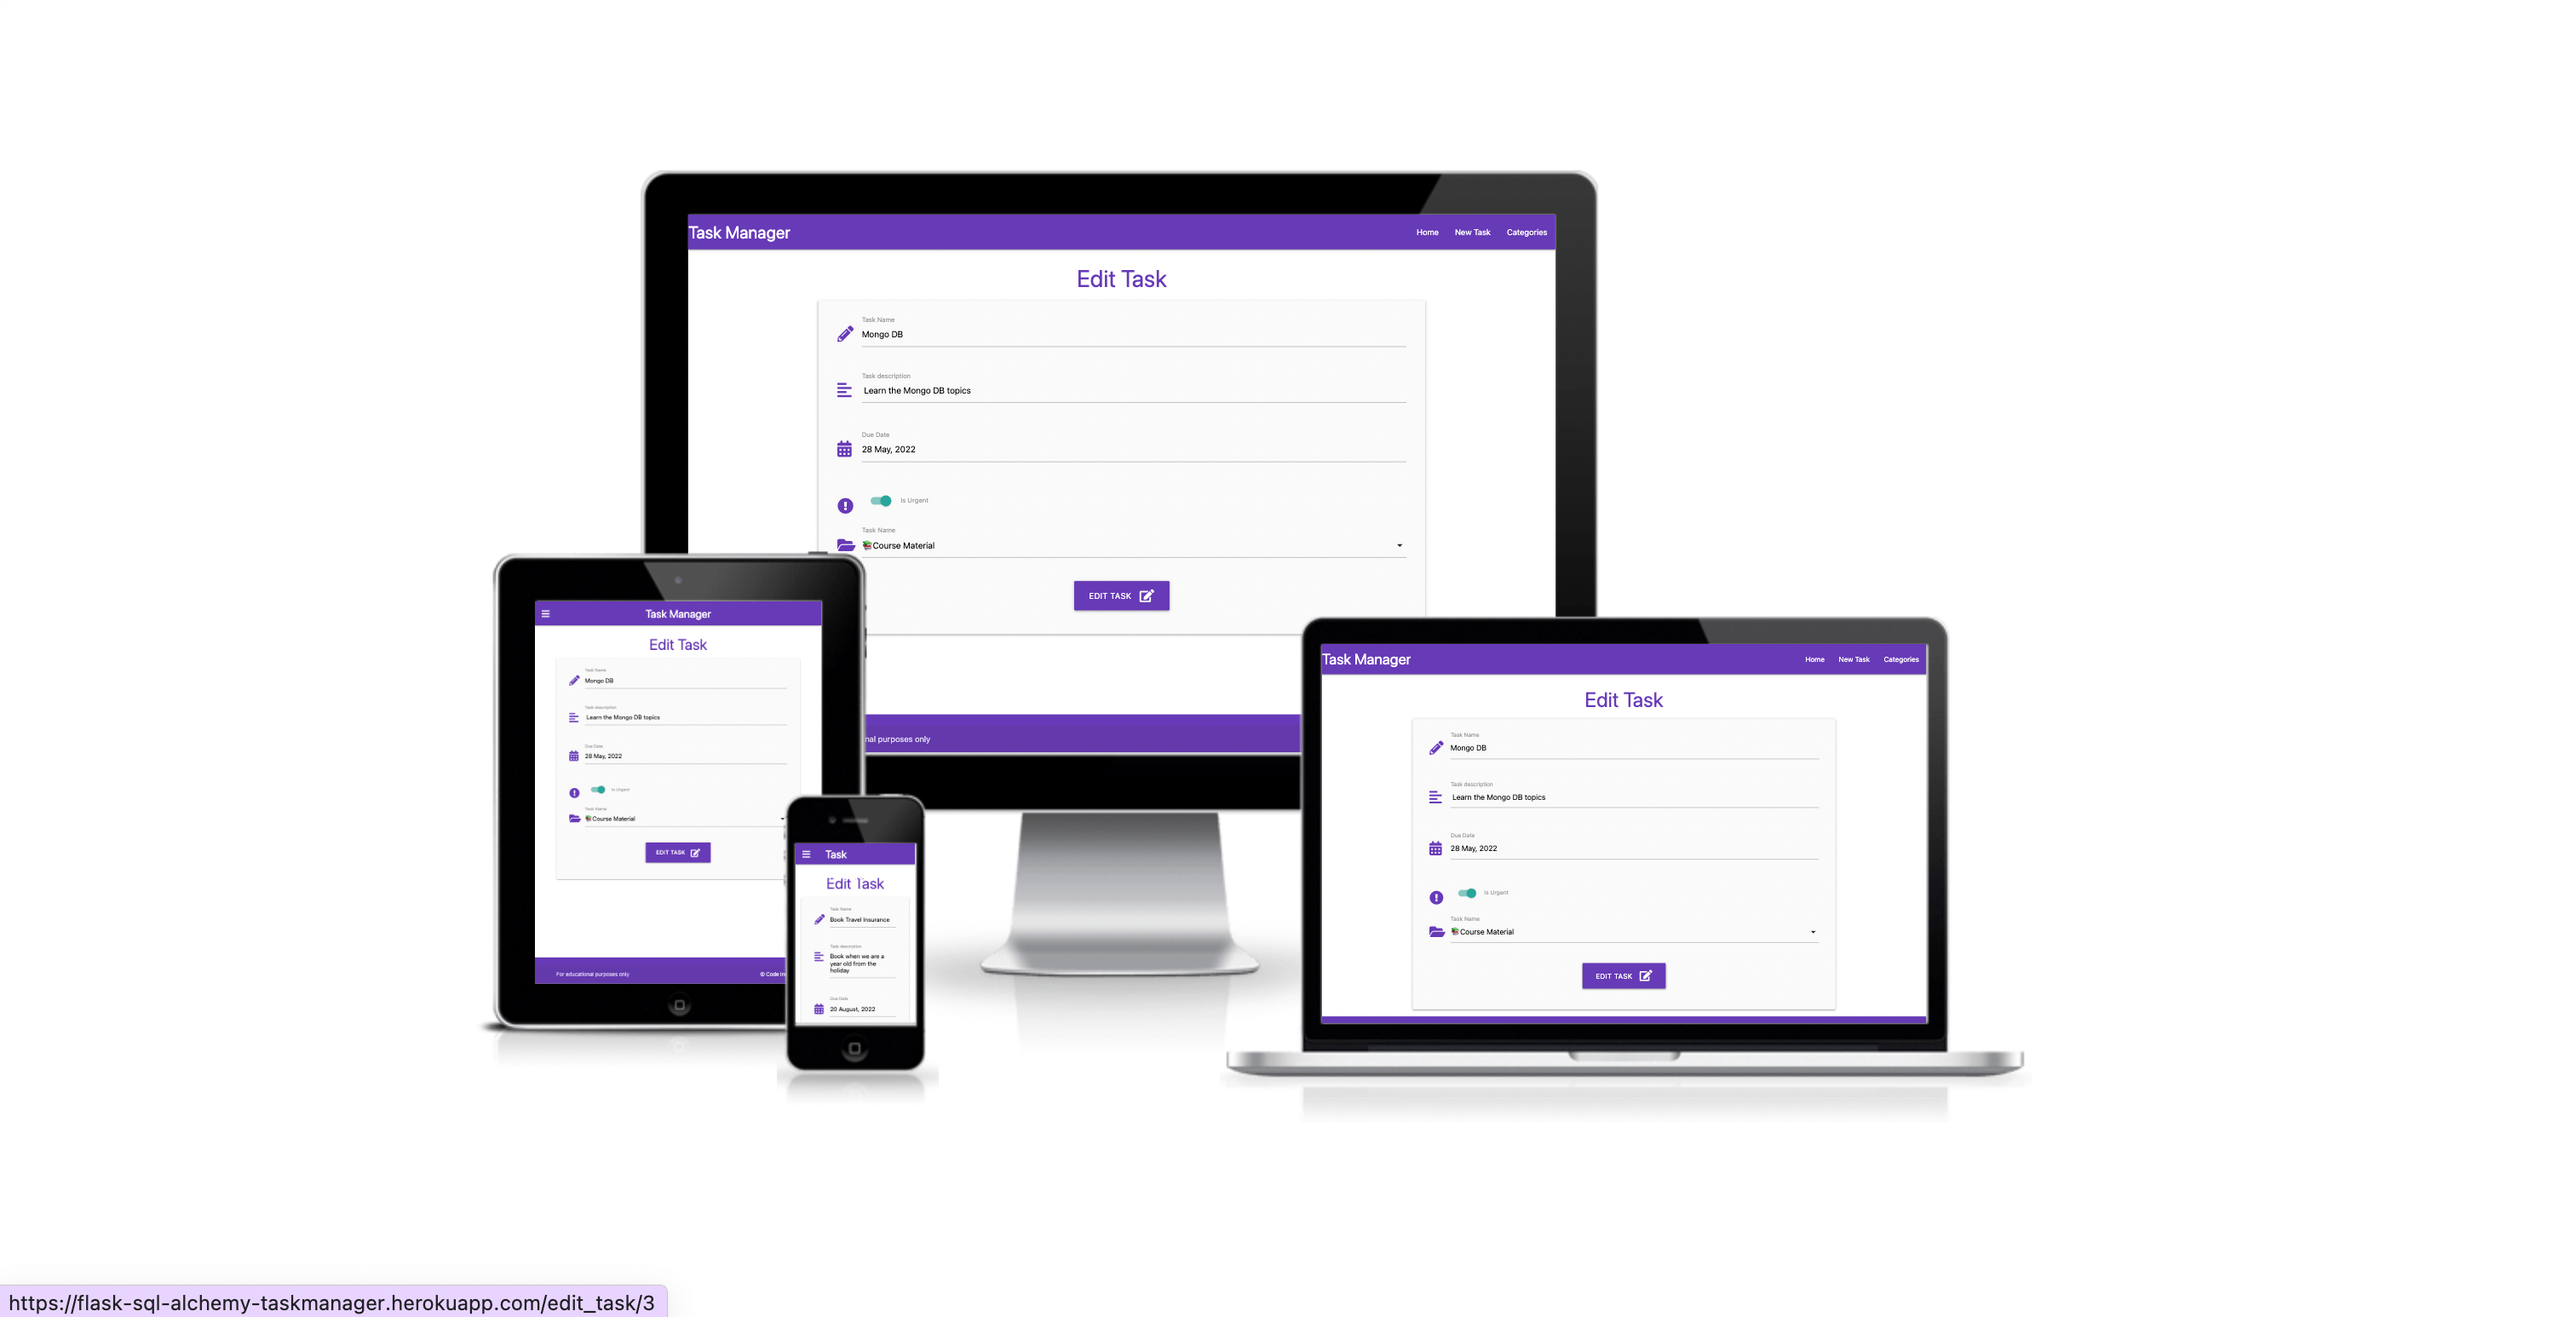 Task Manager
Home New Task Categories
Edit Task
Task Name
Mongo DB
Task description
Learn the Mongo DB topics
Due Date
28 May, 2022
Is Urgent
Task Name
Course Material
EDIT TASK
nal purposes only
Task Manager
Edit Task
Task Name
Mongo DB
Task description
Learn the Mongo DB topics
Due Date
28 May, 2022
Is Urgent
Task Name
Course Material
EDIT TASK
For educational purposes only © Code In
Task
Edit Task
Task Name
Book Travel Insurance
Task description
Book when we are a
year old from the
holiday
Due Date
20 August, 2022
Task Manager
Home New Task Categories
Edit Task
Task Name
Mongo DB
Task description
Learn the Mongo DB topics
Due Date
28 May, 2022
Is Urgent
Task Name
Course Material
EDIT TASK
https://flask-sql-alchemy-taskmanager.herokuapp.com/edit_task/3